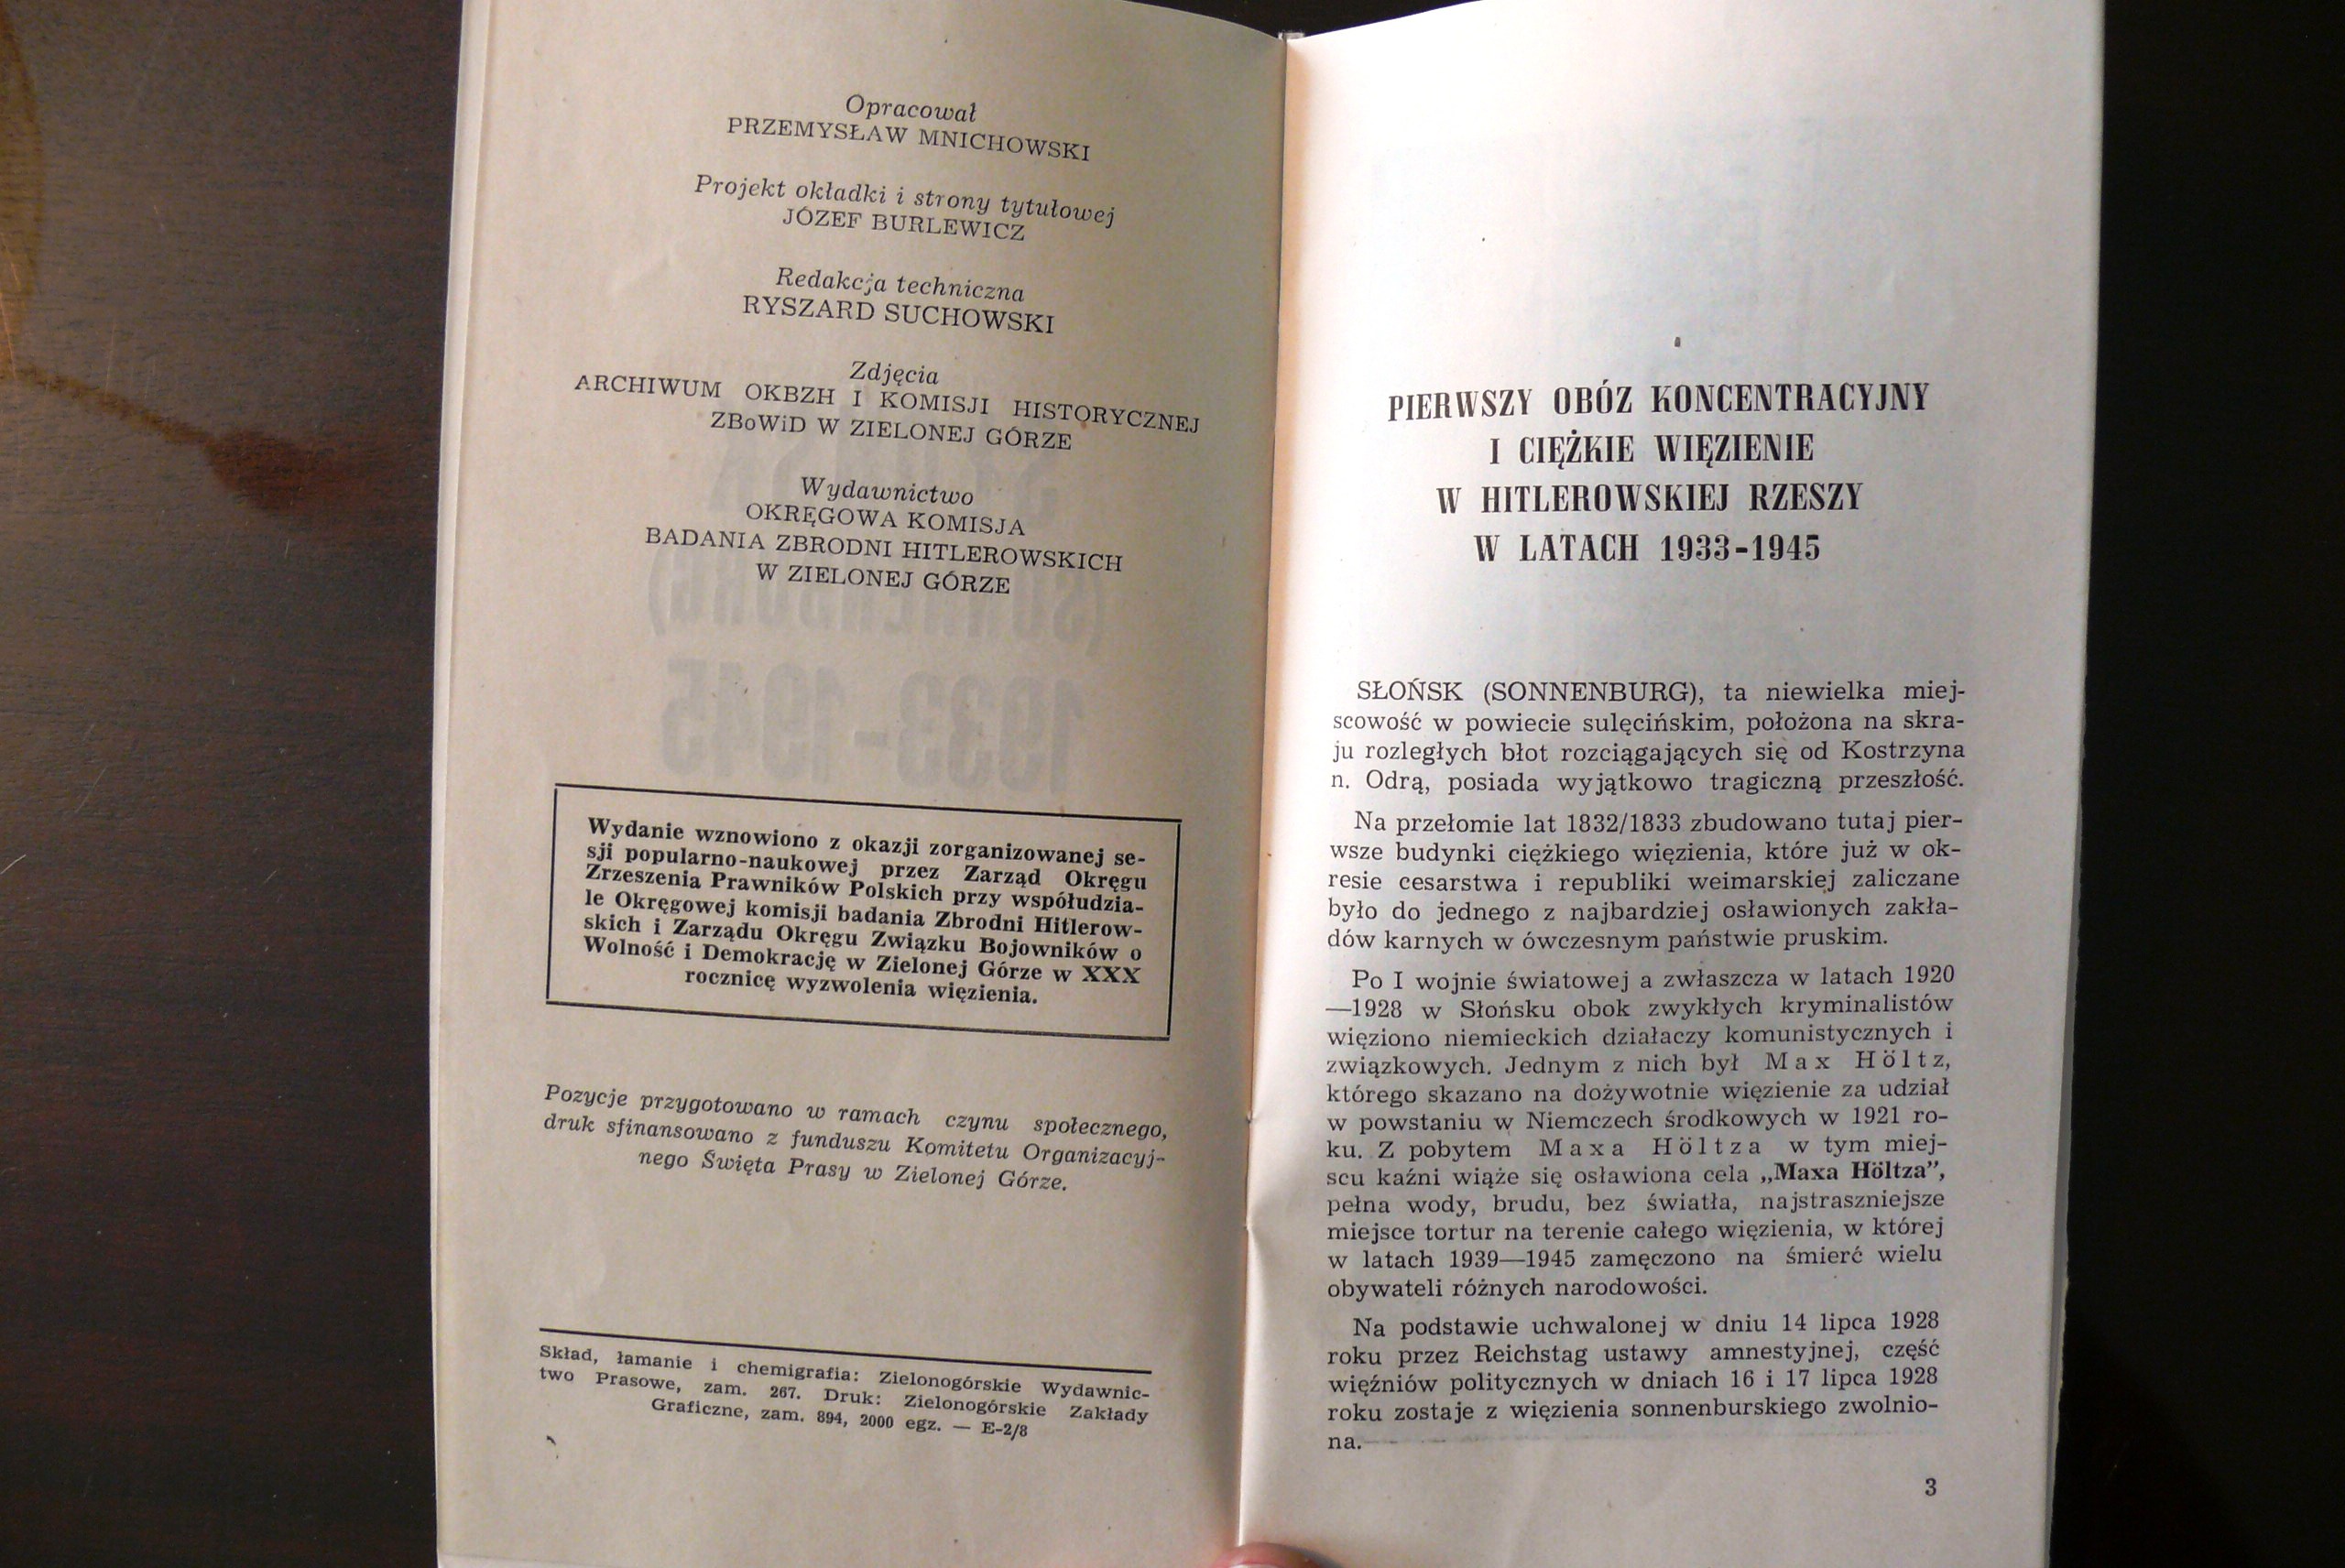 Opracował
PRZEMYSŁAW MNICHOWSKI
Projekt okładki i strony tytułowej
JÓZEF BURLEWICZ
Redakcja techniczna
RYSZARD SUCHOWSKI
Zdjęcia
ARCHIWUM OKBZH I KOMISJI HISTORYCZNEJ
ZBoWiD W ZIELONEJ GÓRZE
Wydawnictwo
OKRĘGOWA KOMISJA
BADANIA ZBRODNI HITLEROWSKICH
W ZIELONEJ GÓRZE
Wydanie wznowiono z okazji zorganizowanej se-
sji popularno-naukowej przez Zarząd Okręgu
Zrzeszenia Prawników Polskich przy współudzia-
le Okręgowej komisji badania Zbrodni Hitlerow-
skich i Zarządu Okręgu Związku Bojowników o
Wolność i Demokrację w Zielonej Górze w XXX
rocznicę wyzwolenia więzienia.
Pozycje przygotowano w ramach czynu społecznego,
druk sfinansowano z funduszu Komitetu Organizacyj-
nego Święta Prasy w Zielonej Górze.
Skład, łamanie i chemigrafia: Zielonogórskie Wydawnic-
two Prasowe, zam. 267. Druk: Zielonogórskie Zakłady
Graficzne, zam. 894, 2000 egz. — E-2/8
PIERWSZY OBÓZ KONCENTRACYJNY
I CIĘŻKIE WIĘZIENIE
W HITLEROWSKIEJ RZESZY
W LATACH 1933-1945
SŁOŃSK (SONNENBURG), ta niewielka miej-
scowość w powiecie sulęcińskim, położona na skra-
ju rozległych błot rozciągających się od Kostrzyna
n. Odrą, posiada wyjątkowo tragiczną przeszłość.
Na przełomie lat 1832/1833 zbudowano tutaj pier-
wsze budynki ciężkiego więzienia, które już w ok-
resie cesarstwa i republiki weimarskiej zaliczane
było do jednego z najbardziej osławionych zakła-
dów karnych w ówczesnym państwie pruskim.
Po I wojnie światowej a zwłaszcza w latach 1920
—1928 w Słońsku obok zwykłych kryminalistów
więziono niemieckich działaczy komunistycznych i
związkowych. Jednym z nich był Max Höltz,
którego skazano na dożywotnie więzienie za udział
w powstaniu w Niemczech środkowych w 1921 ro-
ku. Z pobytem Maxa Höltza w tym miej-
scu kaźni wiąże się osławiona cela „Maxa Höltza”,
pełna wody, brudu, bez światła, najstraszniejsze
miejsce tortur na terenie całego więzienia, w której
w latach 1939—1945 zamęczono na śmierć wielu
obywateli różnych narodowości.
Na podstawie uchwalonej w dniu 14 lipca 1928
roku przez Reichstag ustawy amnestyjnej, część
więźniów politycznych w dniach 16 i 17 lipca 1928
roku zostaje z więzienia sonnenburskiego zwolnio-
na.
3